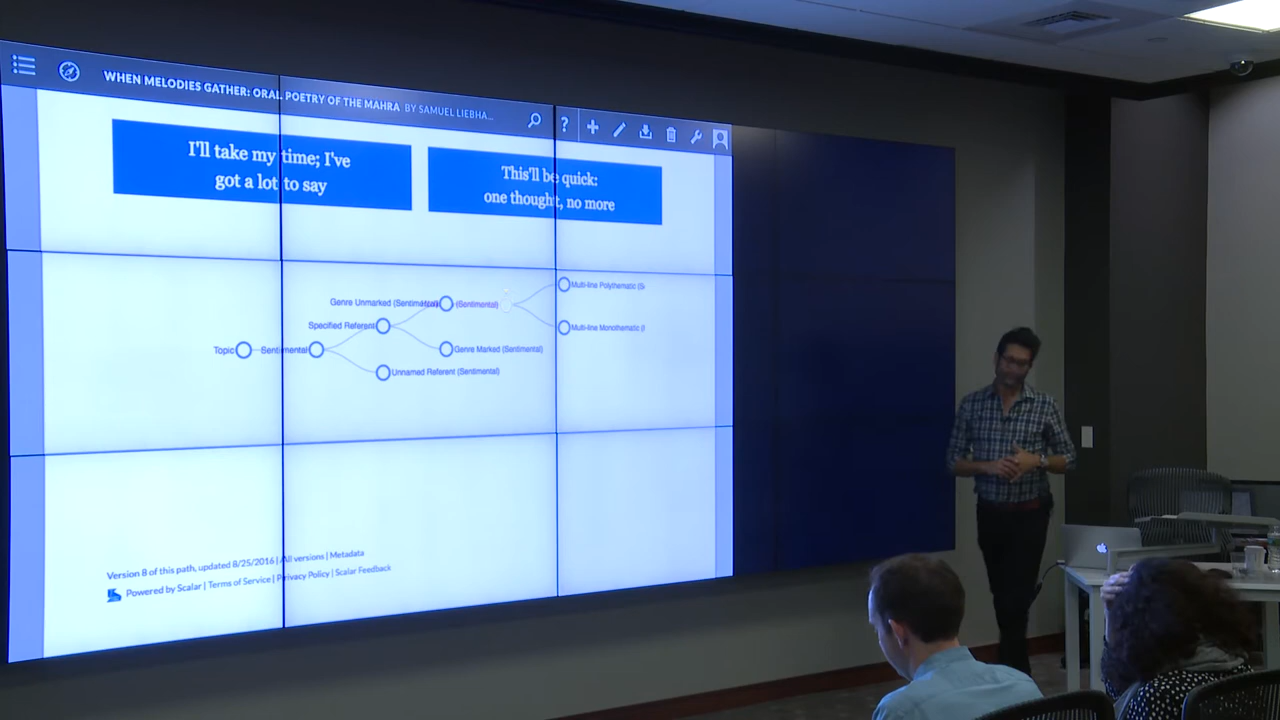 WHEN MELODIES GATHER: ORAL POETRY OF THE MAHRA BY SAMUEL LIEBHA...
?
I'll take my time; I've
got a lot to say
This'll be quick:
one thought, no more
Multi-line Polythematic (S
Genre Unmarked (Sentimental)
(Sentimental)
Specified Referent
Multi-line Monothematic (
Topic
Sentimental
Genre Marked (Sentimental)
Unnamed Referent (Sentimental)
Version 8 of this path, updated 8/25/2016 | All versions | Metadata
Powered by Scalar | Terms of Service | Privacy Policy | Scalar Feedback